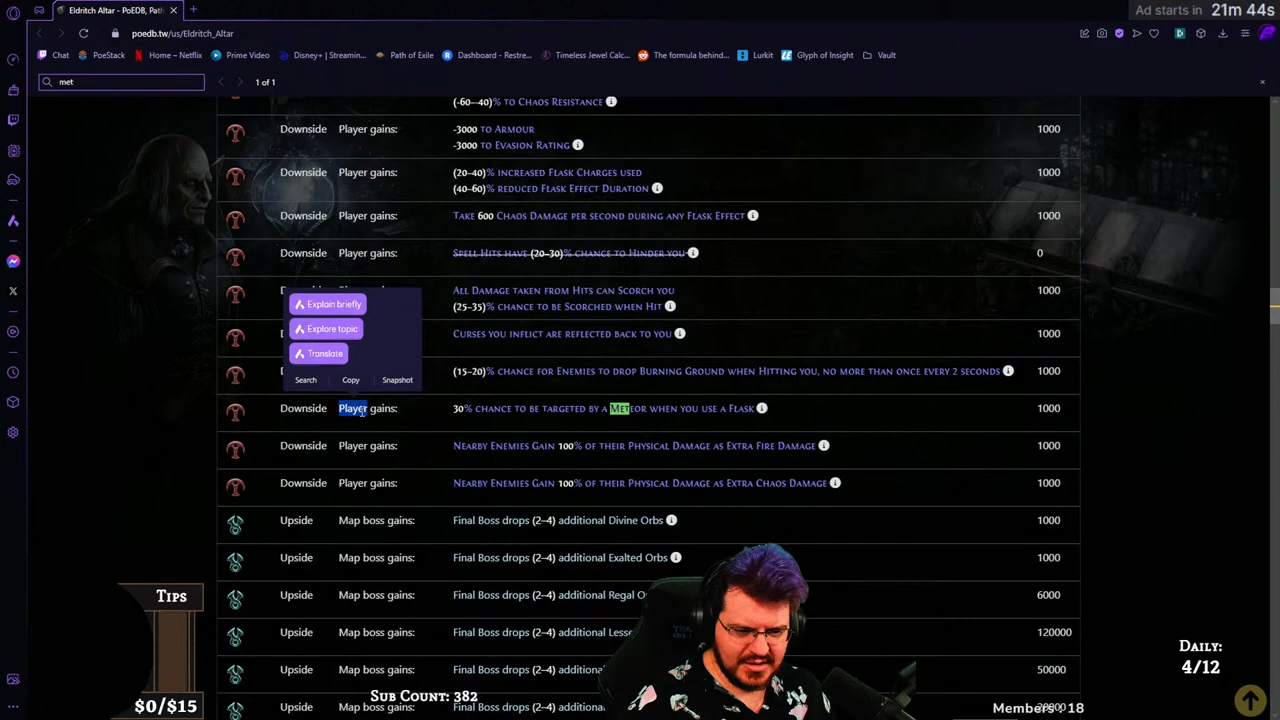 Eldritch Altar - PoEDB, Path
Ad starts in 21m 44s
poedb.tw/us/Eldritch_Altar
Chat PoeStack Home – Netflix Prime Video Disney+ | Streamin... Path of Exile Dashboard - Restre... Timeless Jewel Calc... The formula behind... Lurkit Glyph of Insight Vault
met 1 of 1
(-60–-40)% to Chaos Resistance
Downside Player gains: -3000 to Armour 1000
-3000 to Evasion Rating
Downside Player gains: (20–40)% increased Flask Charges used 1000
(40–60)% reduced Flask Effect Duration
Downside Player gains: Take 600 Chaos Damage per second during any Flask Effect 1000
Downside Player gains: Spell Hits have (20–30)% chance to Hinder you 0
All Damage taken from Hits can Scorch you 1000
(25–35)% chance to be Scorched when Hit
Explain briefly
Explore topic
Curses you inflict are reflected back to you 1000
Translate
(15–20)% chance for Enemies to drop Burning Ground when Hitting you, no more than once every 2 seconds 1000
Search Copy Snapshot
Downside Player gains: 30% chance to be targeted by a Meteor when you use a Flask 1000
Downside Player gains: Nearby Enemies Gain 100% of their Physical Damage as Extra Fire Damage 1000
Downside Player gains: Nearby Enemies Gain 100% of their Physical Damage as Extra Chaos Damage 1000
Upside Map boss gains: Final Boss drops (2–4) additional Divine Orbs 1000
Upside Map boss gains: Final Boss drops (2–4) additional Exalted Orbs 1000
Upside Map boss gains: Final Boss drops (2–4) additional Regal O 6000
Upside Map boss gains: Final Boss drops (2–4) additional Lesse 120000
Upside Map boss gains: Final Boss drops (2–4) additional 50000
Upside Map boss gains: Final Boss drops (2–4) additional
Tips
$0/$15
Sub Count: 382
Daily:
4/12
Members 18